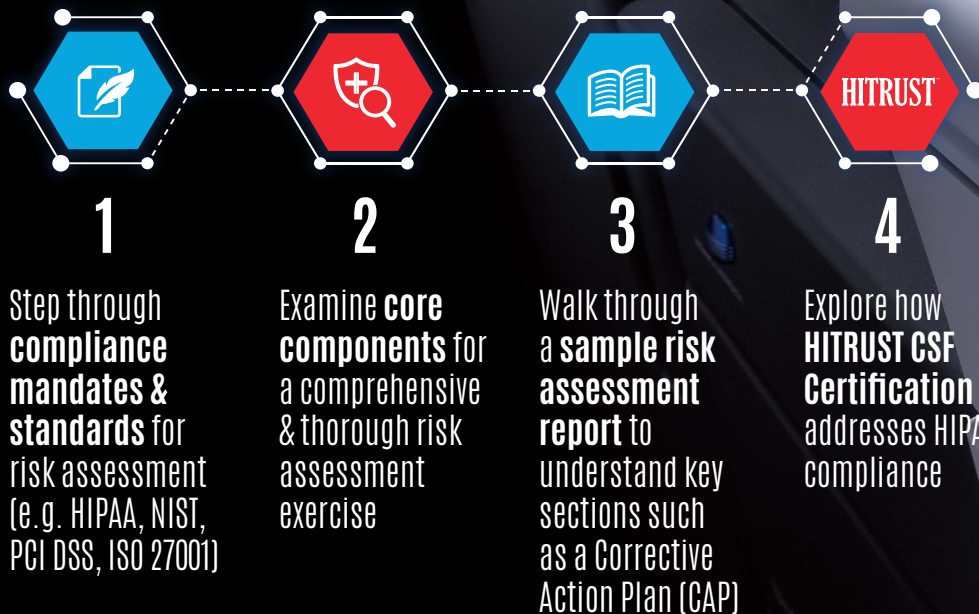 HITRUST
1
Step through
compliance
mandates &
standards for
risk assessment
(e.g. HIPAA, NIST,
PCI DSS, ISO 27001)
2
Examine core
components for
a comprehensive
& thorough risk
assessment
exercise
3
Walk through
a sample risk
assessment
report to
understand key
sections such
as a Corrective
Action Plan (CAP)
4
Explore how
HITRUST CSF
Certification
addresses
compliance